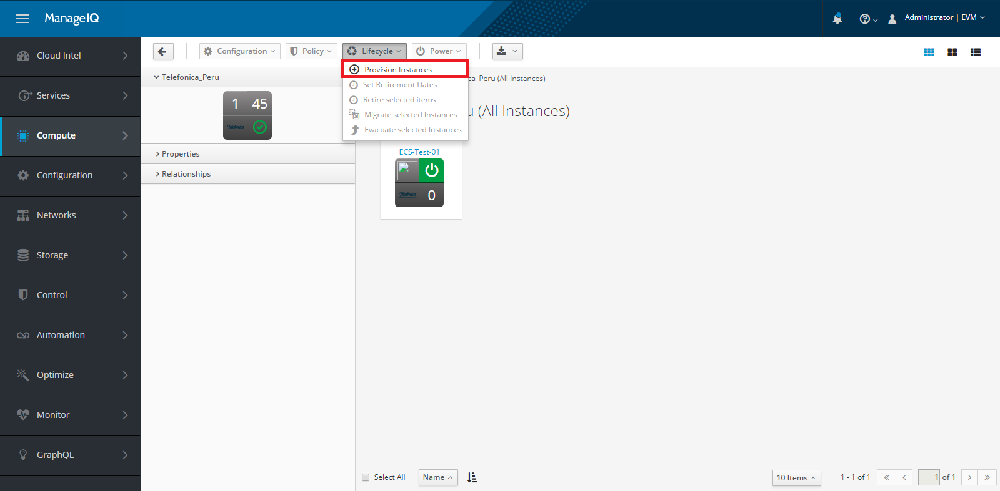 ManageIQ
Administrator | EVM
Cloud Intel
Services
Compute
Configuration
Networks
Storage
Control
Automation
Optimize
Monitor
GraphQL
Configuration
Policy
Lifecycle
Power
Provision Instances
Set Retirement Dates
Retire selected items
Migrate selected Instances
Evacuate selected Instances
Telefonica_Peru
1 45
Telefonica
Properties
Relationships
ca_Peru (All Instances)
u (All Instances)
ECS-Test-01
Telefonica
0
Select All
Name
10 Items
1 - 1 of 1
1 of 1